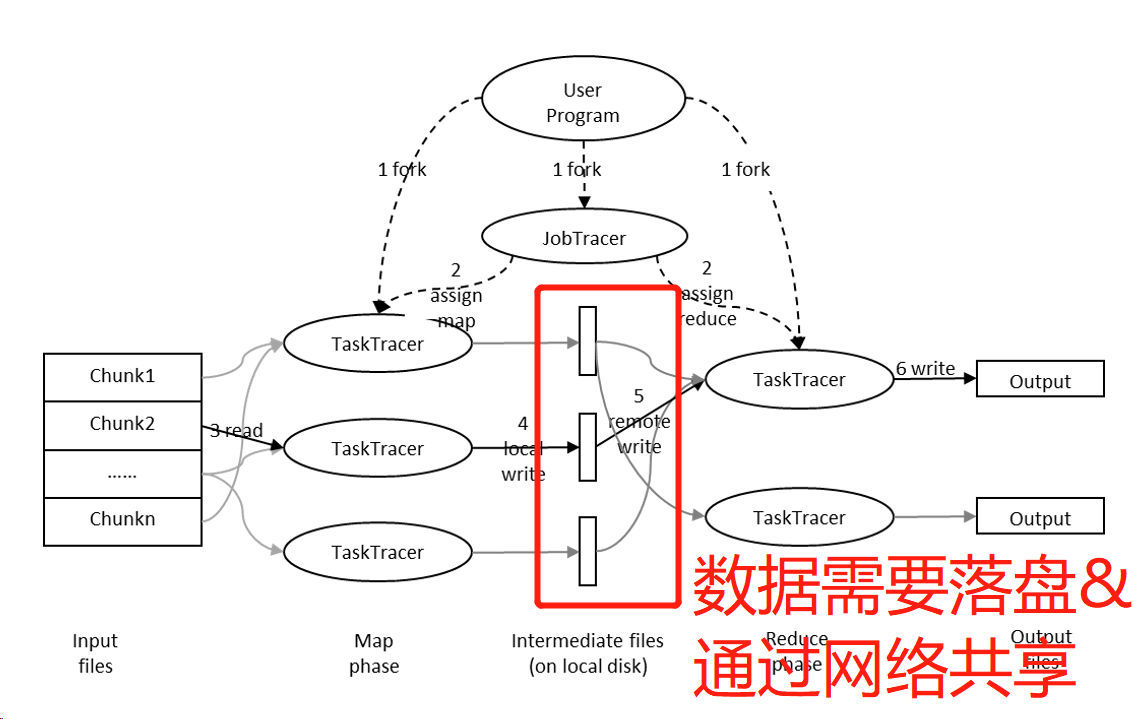 User
Program
1 fork
1 fork
1 fork
JobTracer
2
assign
map
2
assign
reduce
TaskTracer
TaskTracer
TaskTracer
Chunk1
Chunk2
......
Chunkn
3 read
4
local
write
5
remote
write
TaskTracer
TaskTracer
6 write
Output
Output
数据需要落盘&
通过网络共享
Input
files
Map
phase
Intermediate files
(on local disk)
Reduce
phase
Output
files